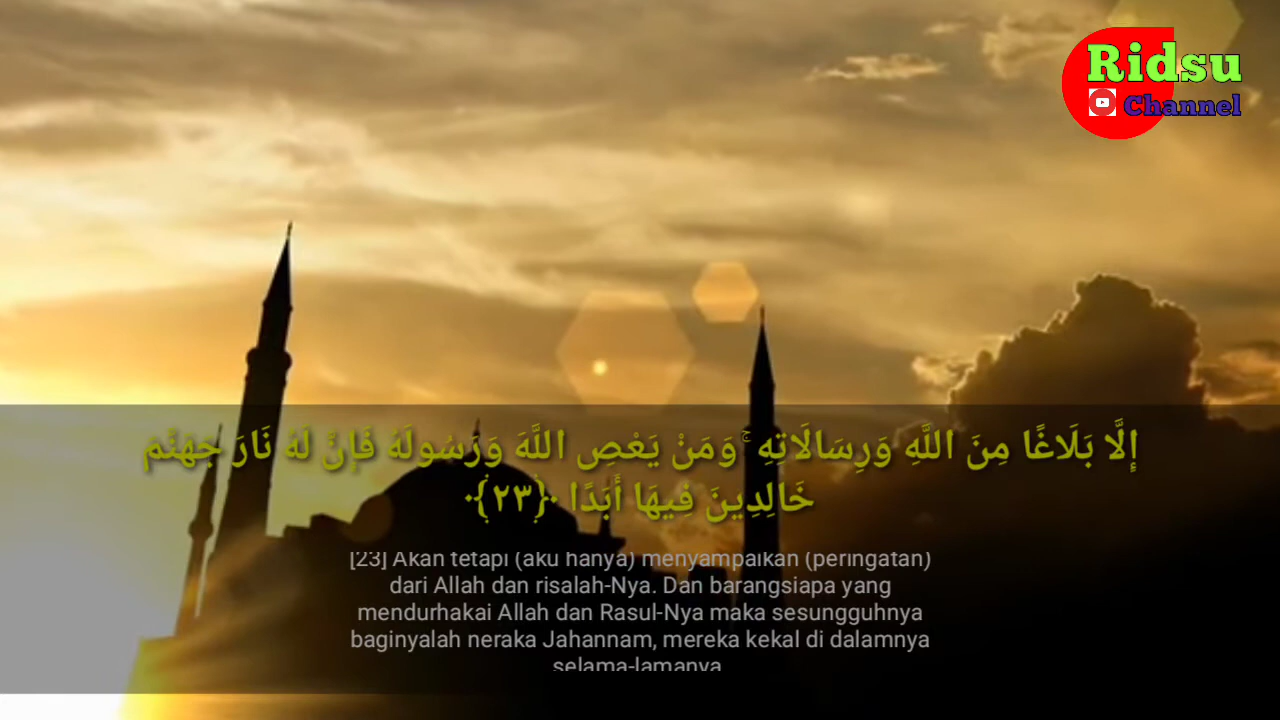 Ridsu
Channel
إِلَّا بَلَاغًا مِنَ اللَّهِ وَرِسَالَاتِهِ ۚ وَمَنْ يَعْصِ اللَّهَ وَرَسُولَهُ فَإِنَّ لَهُ نَارَ جَهَنَّمَ
خَالِدِينَ فِيهَا أَبَدًا ﴿٢٣﴾
[23] Akan tetapi (aku hanya) menyampaikan (peringatan)
dari Allah dan risalah-Nya. Dan barangsiapa yang
mendurhakai Allah dan Rasul-Nya maka sesungguhnya
baginyalah neraka Jahannam, mereka kekal di dalamnya
selama-lamanya